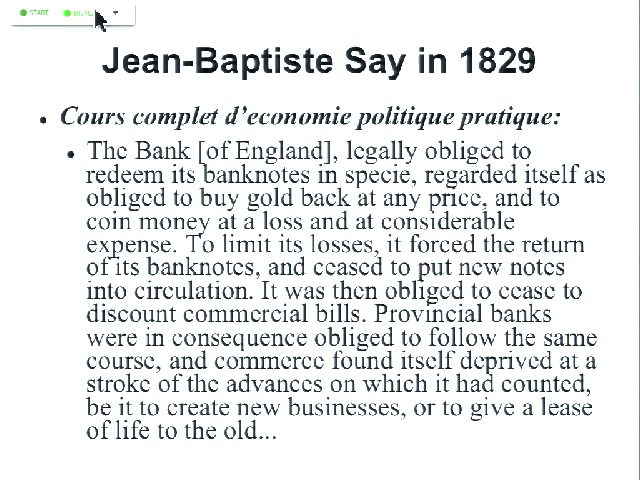 START
Jean-Baptiste Say in 1829
• Cours complet d'economie politique pratique:
• The Bank [of England], legally obliged to
redeem its banknotes in specie, regarded itself as
obliged to buy gold back at any price, and to
coin money at a loss and at considerable
expense. To limit its losses, it forced the return
of its banknotes, and ceased to put new notes
into circulation. It was then obliged to cease to
discount commercial bills. Provincial banks
were in consequence obliged to follow the same
course, and commerce found itself deprived at a
stroke of the advances on which it had counted,
be it to create new businesses, or to give a lease
of life to the old...